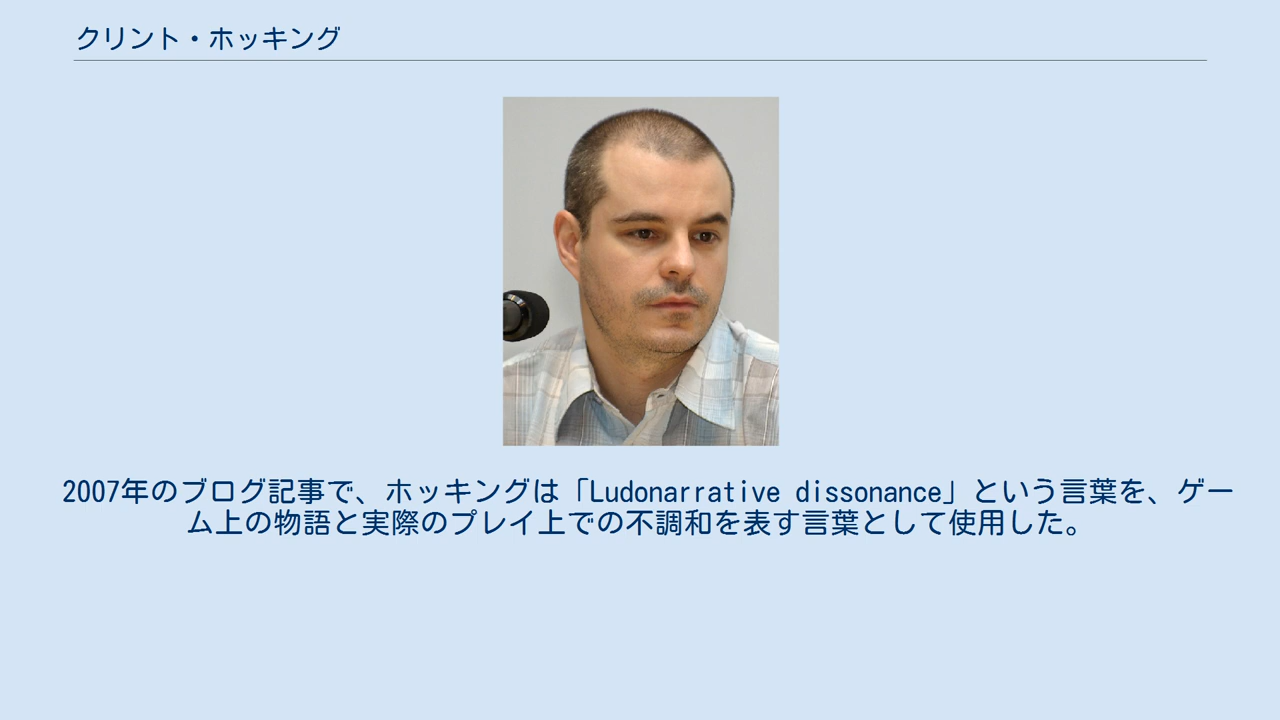 クリント・ホッキング
2007年のブログ記事で、ホッキングは「Ludonarrative dissonance」という言葉を、ゲー
ム上の物語と実際のプレイ上での不調和を表す言葉として使用した。